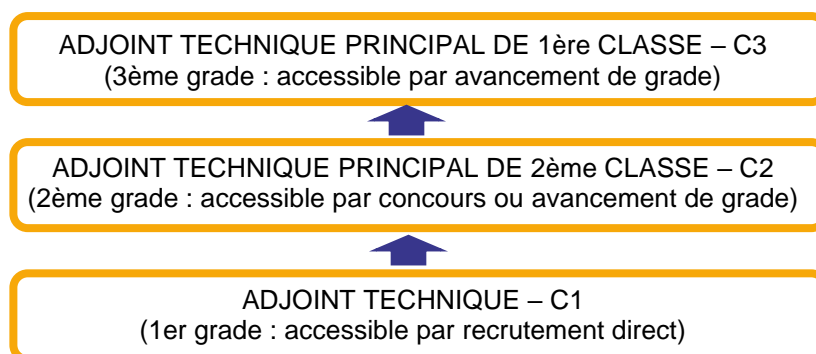 ADJOINT TECHNIQUE PRINCIPAL DE 1ère CLASSE – C3
(3ème grade : accessible par avancement de grade)
ADJOINT TECHNIQUE PRINCIPAL DE 2ème CLASSE – C2
(2ème grade : accessible par concours ou avancement de grade)
ADJOINT TECHNIQUE – C1
(1er grade : accessible par recrutement direct)